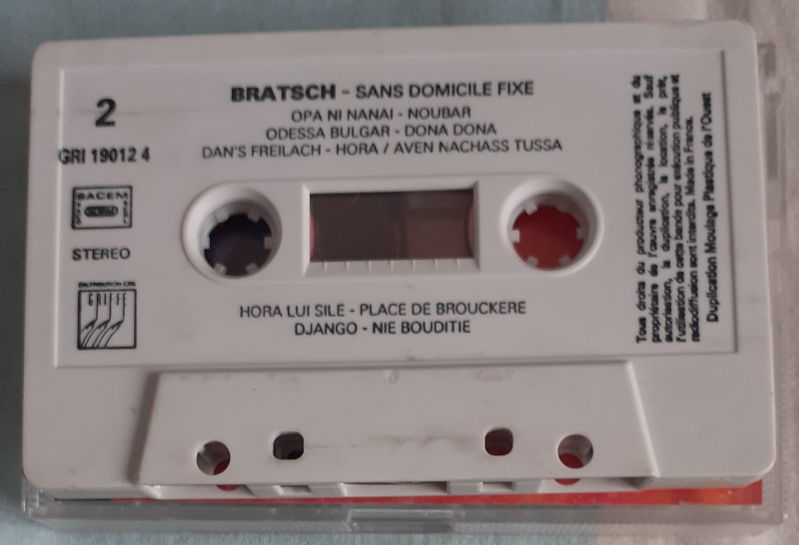 2
GRI 19012 4
SACEM
STEREO
GRIFFE
BRATSCH - SANS DOMICILE FIXE
OPA NI NANAI - NOUBAR
ODESSA BULGAR - DONA DONA
DAN'S FREILACH - HORA / AVEN NACHASS TUSSA
HORA LUI SILE - PLACE DE BROUCKERE
DJANGO - NIE BOUDITIE
Tous droits du producteur phonographique et du
propriétaire de l'œuvre enregistrée réservés. Sauf
autorisation, la duplication, la location, le prêt,
l'utilisation de cette bande pour exécution publique et
radiodiffusion sont interdits. Made in France.
Duplication Moulage Plastique de l'Ouest